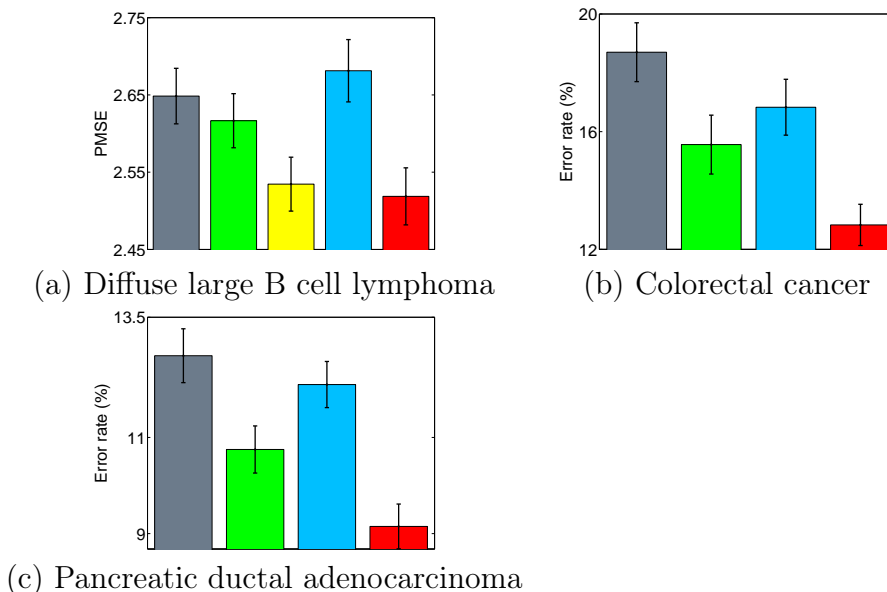 2.75
2.65
2.55
2.45
PMSE
(a) Diffuse large B cell lymphoma
20
16
12
Error rate (%)
(b) Colorectal cancer
13.5
11
9
Error rate (%)
(c) Pancreatic ductal adenocarcinoma